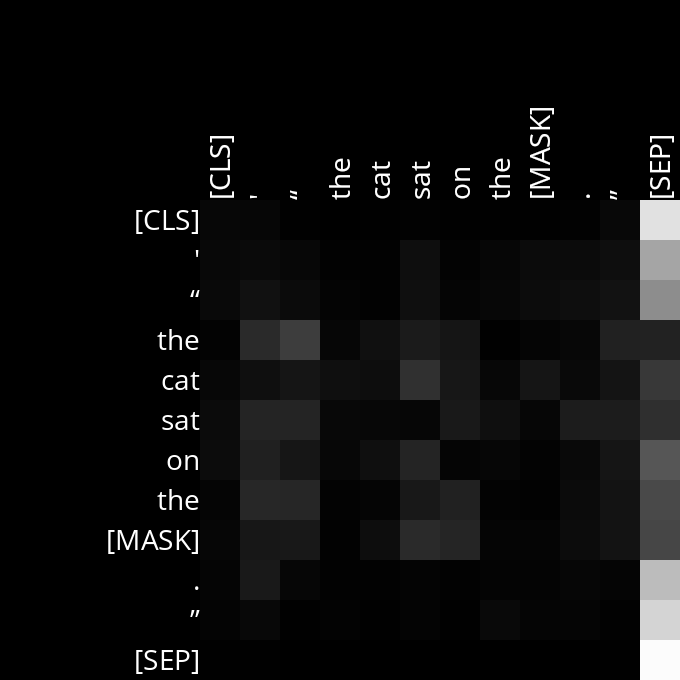 [CLS] ' “ the cat sat on the [MASK] . ” [SEP]
[CLS]
'
“
the
cat
sat
on
the
[MASK]
.
”
[SEP]